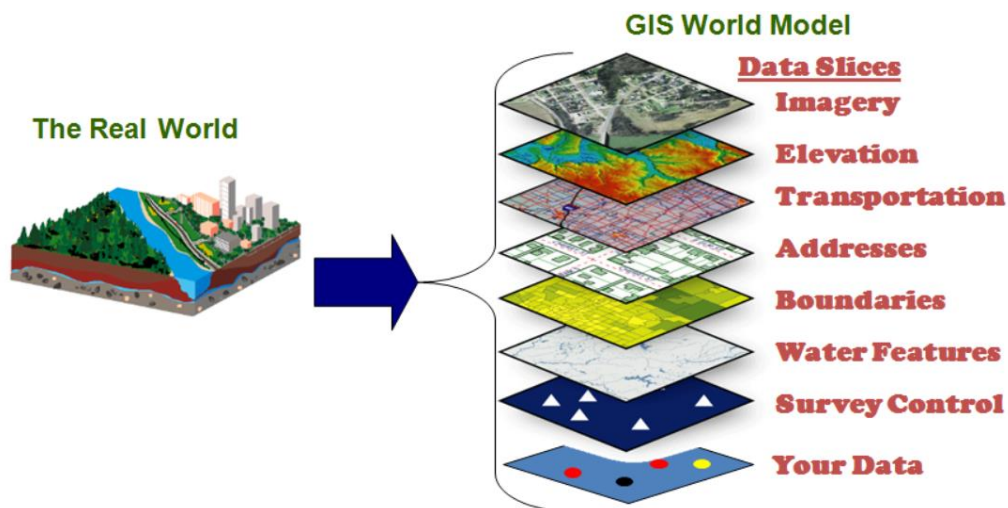 GIS World Model
The Real World
Data Slices
Imagery
Elevation
Transportation
Addresses
Boundaries
Water Features
Survey Control
Your Data